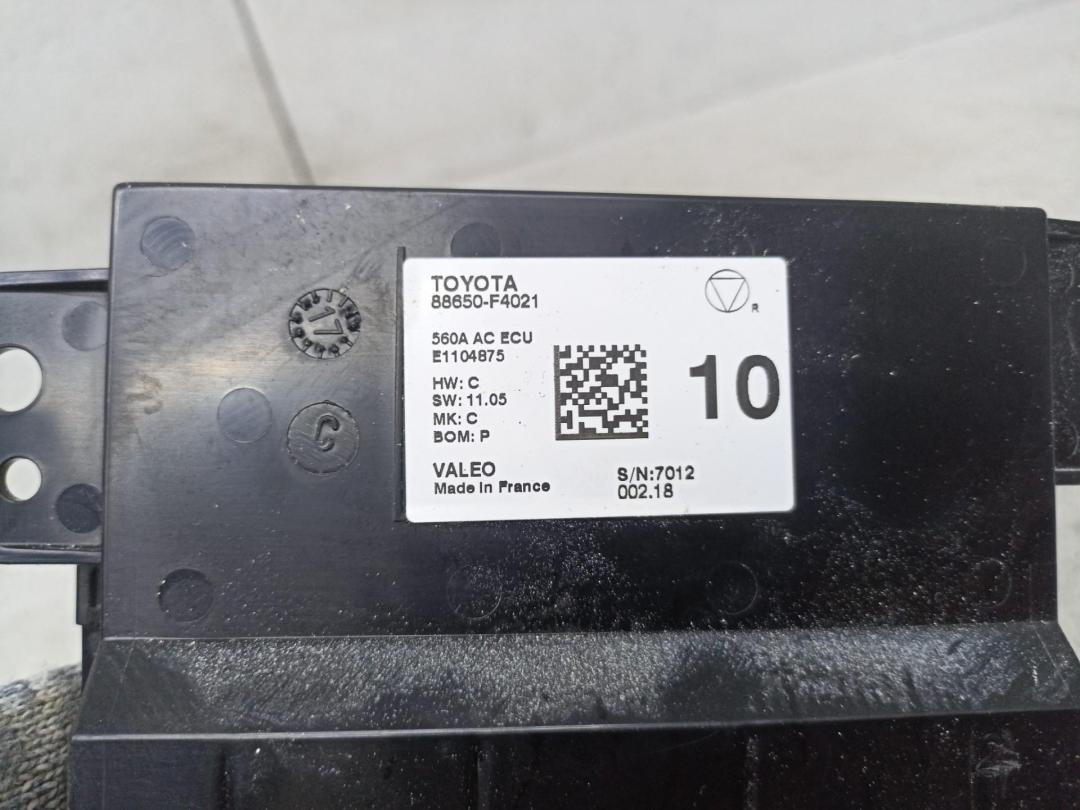 TOYOTA
88650-F4021
R
560A AC ECU
E1104875
HW: C
SW: 11.05
MK: C
BOM: P
10
VALEO
Made in France
S/N:7012
002.18
17
C